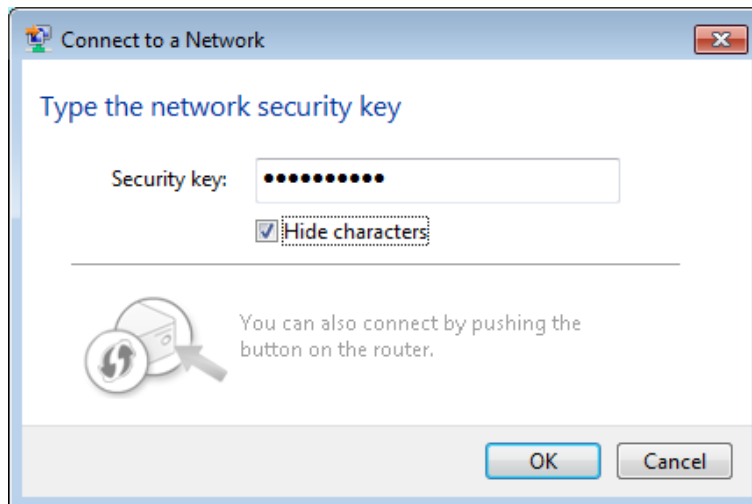 Connect to a Network
Type the network security key
Security key: ●●●●●●●●●●
Hide characters
You can also connect by pushing the
button on the router.
OK Cancel